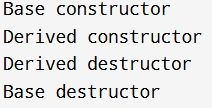 Base constructor
Derived constructor
Derived destructor
Base destructor